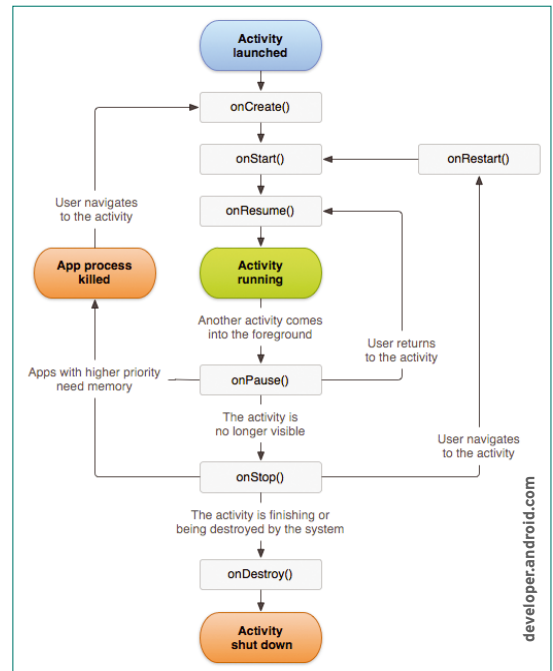 Activity
launched
onCreate()
onStart()
onRestart()
User navigates
to the activity
onResume()
App process
killed
Activity
running
Another activity comes
into the foreground
User returns
to the activity
Apps with higher priority
need memory
onPause()
The activity is
no longer visible
User navigates
to the activity
onStop()
The activity is finishing or
being destroyed by the system
onDestroy()
Activity
shut down
developer.android.com